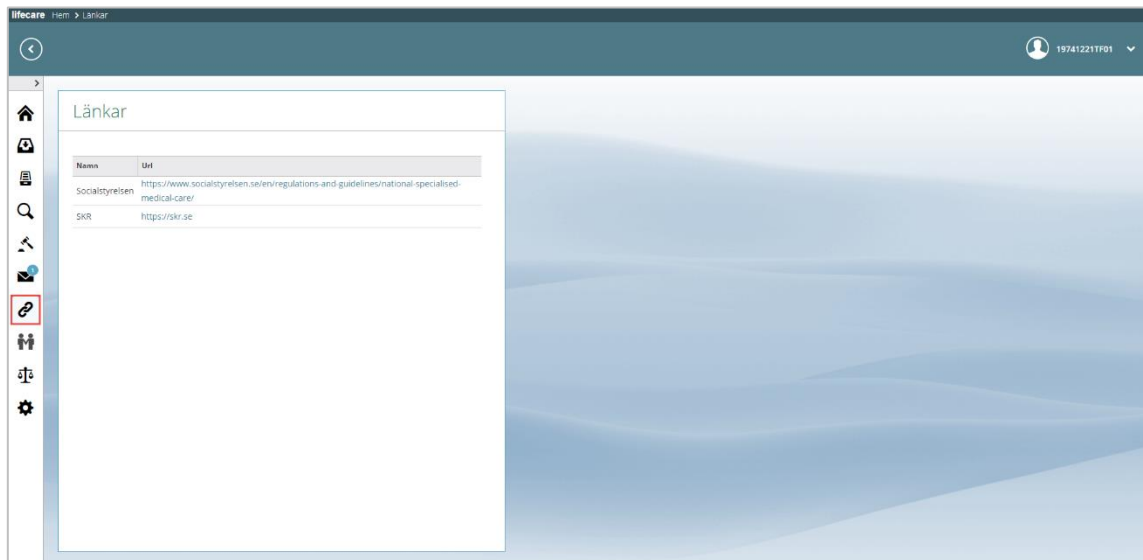 lifecare Hem > Länkar
19741221TF01
Länkar
Namn Url
Socialstyrelsen https://www.socialstyrelsen.se/en/regulations-and-guidelines/national-specialised-
medical-care/
SKR https://skr.se